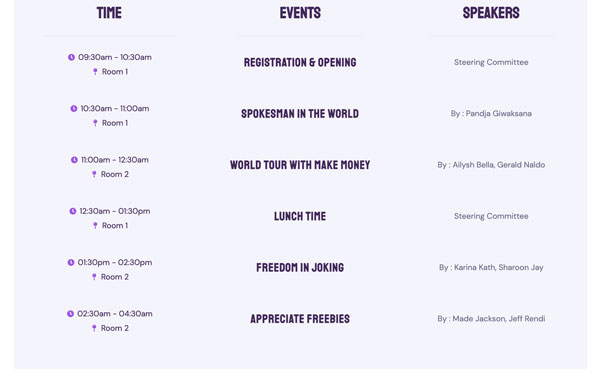 TIME EVENTS SPEAKERS
09:30am - 10:30am
Room 1
REGISTRATION & OPENING
Steering Committee
10:30am - 11:00am
Room 1
SPOKESMAN IN THE WORLD
By : Pandja Giwaksana
11:00am - 12:30am
Room 2
WORLD TOUR WITH MAKE MONEY
By : Ailysh Bella, Gerald Naldo
12:30am - 01:30pm
Room 1
LUNCH TIME
Steering Committee
01:30pm - 02:30pm
Room 2
FREEDOM IN JOKING
By : Karina Kath, Sharoon Jay
02:30am - 04:30am
Room 2
APPRECIATE FREEBIES
By : Made Jackson, Jeff Rendi